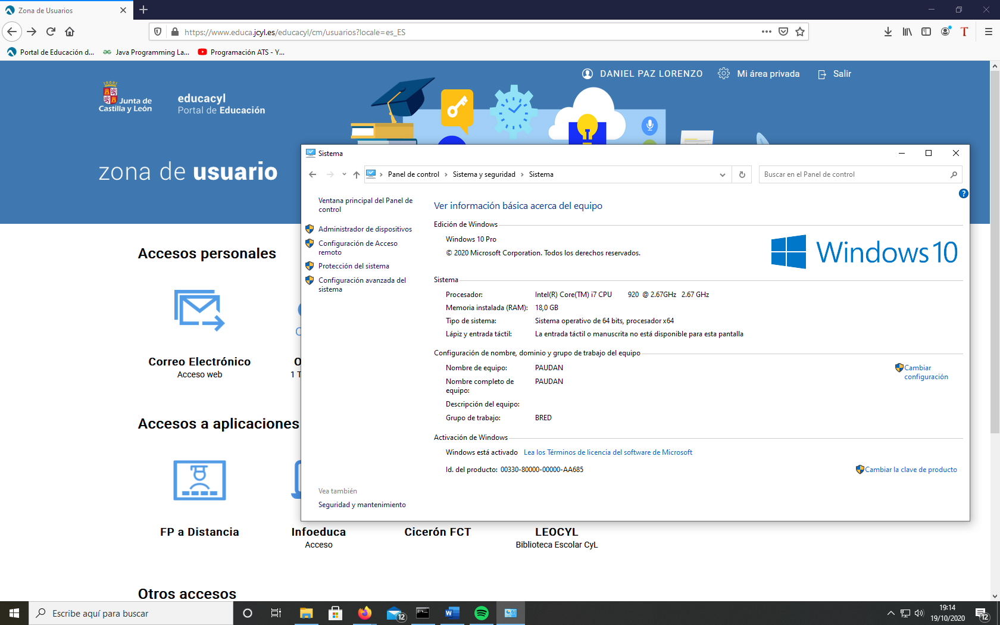 Zona de Usuarios
https://www.educa.jcyl.es/educacyl/cm/usuarios?locale=es_ES
Portal de Educación d...
Java Programming La...
Programación ATS - Y...
DANIEL PAZ LORENZO
Mi área privada
Salir
Junta de
Castilla y León
educacyl
Portal de Educación
zona de usuario
Accesos personales
Correo Electrónico
Acceso web
O
1 T
Accesos a aplicaciones
FP a Distancia
Infoeduca
Acceso
Cicerón FCT
LEOCYL
Biblioteca Escolar CyL
Otros accesos
Sistema
Panel de control
Sistema y seguridad
Sistema
Buscar en el Panel de control
Ventana principal del Panel de
control
Administrador de dispositivos
Configuración de Acceso
remoto
Protección del sistema
Configuración avanzada del
sistema
Vea también
Seguridad y mantenimiento
Ver información básica acerca del equipo
Edición de Windows
Windows 10 Pro
© 2020 Microsoft Corporation. Todos los derechos reservados.
Windows 10
Sistema
Procesador: Intel(R) Core(TM) i7 CPU 920 @ 2.67GHz 2.67 GHz
Memoria instalada (RAM): 18,0 GB
Tipo de sistema: Sistema operativo de 64 bits, procesador x64
Lápiz y entrada táctil: La entrada táctil o manuscrita no está disponible para esta pantalla
Configuración de nombre, dominio y grupo de trabajo del equipo
Nombre de equipo: PAUDAN
Cambiar
configuración
Nombre completo de
equipo:
PAUDAN
Descripción del equipo:
Grupo de trabajo: BRED
Activación de Windows
Windows está activado Lea los Términos de licencia del software de Microsoft
Id. del producto: 00330-80000-00000-AA685
Cambiar la clave de producto
Escribe aquí para buscar
12
19:14
19/10/2020
12